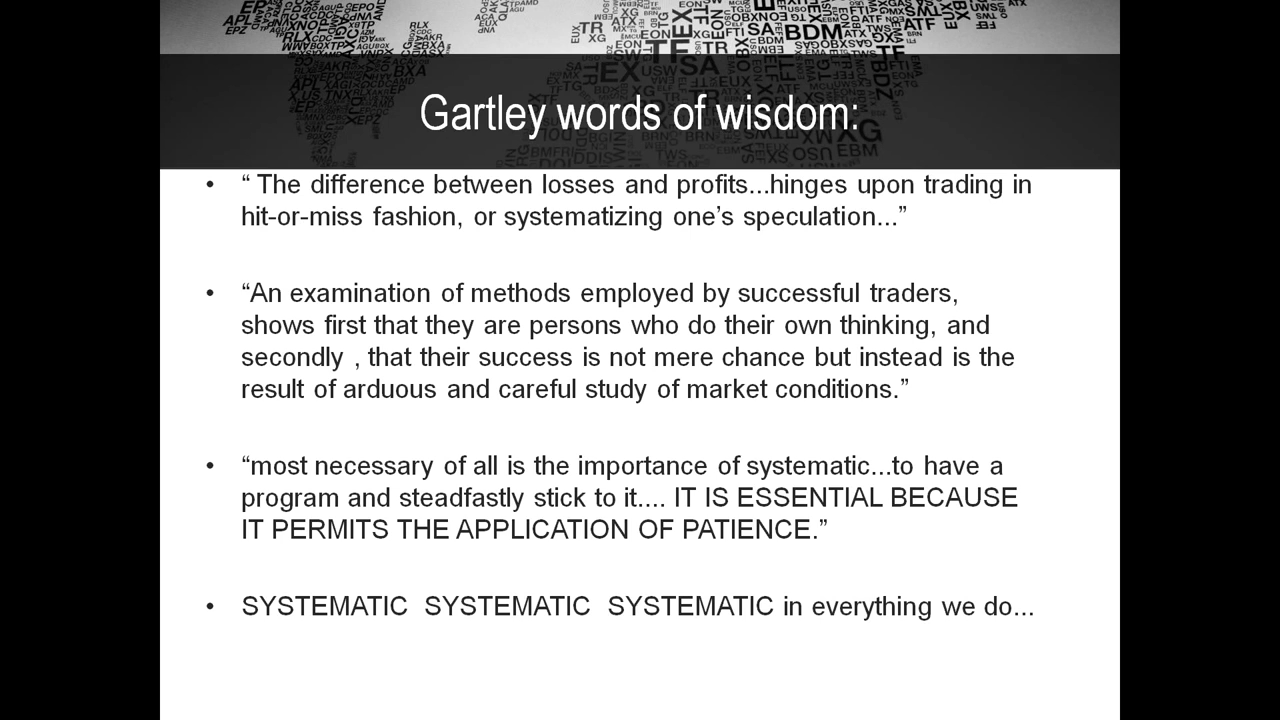 Gartley words of wisdom:
• “ The difference between losses and profits...hinges upon trading in
hit-or-miss fashion, or systematizing one’s speculation...”
• “An examination of methods employed by successful traders,
shows first that they are persons who do their own thinking, and
secondly , that their success is not mere chance but instead is the
result of arduous and careful study of market conditions.”
• “most necessary of all is the importance of systematic...to have a
program and steadfastly stick to it.... IT IS ESSENTIAL BECAUSE
IT PERMITS THE APPLICATION OF PATIENCE.”
• SYSTEMATIC  SYSTEMATIC  SYSTEMATIC in everything we do...